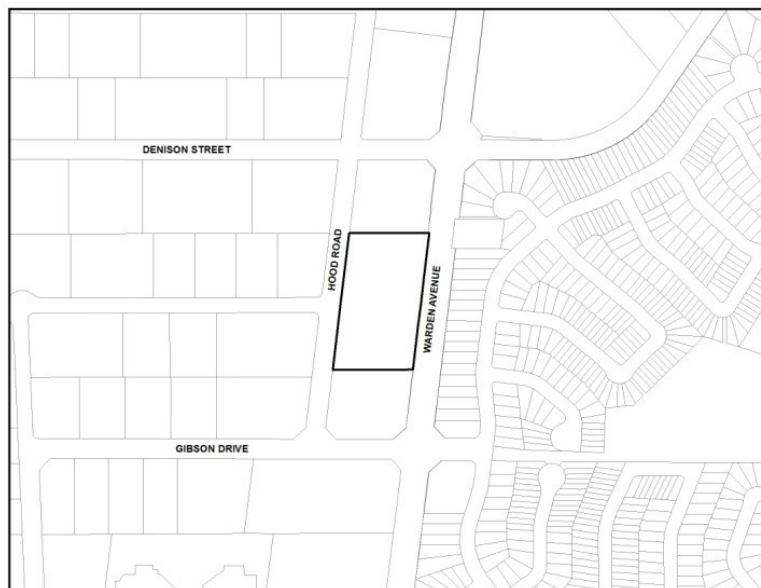 DENISON STREET
HOOD ROAD
WARDEN AVENUE
GIBSON DRIVE